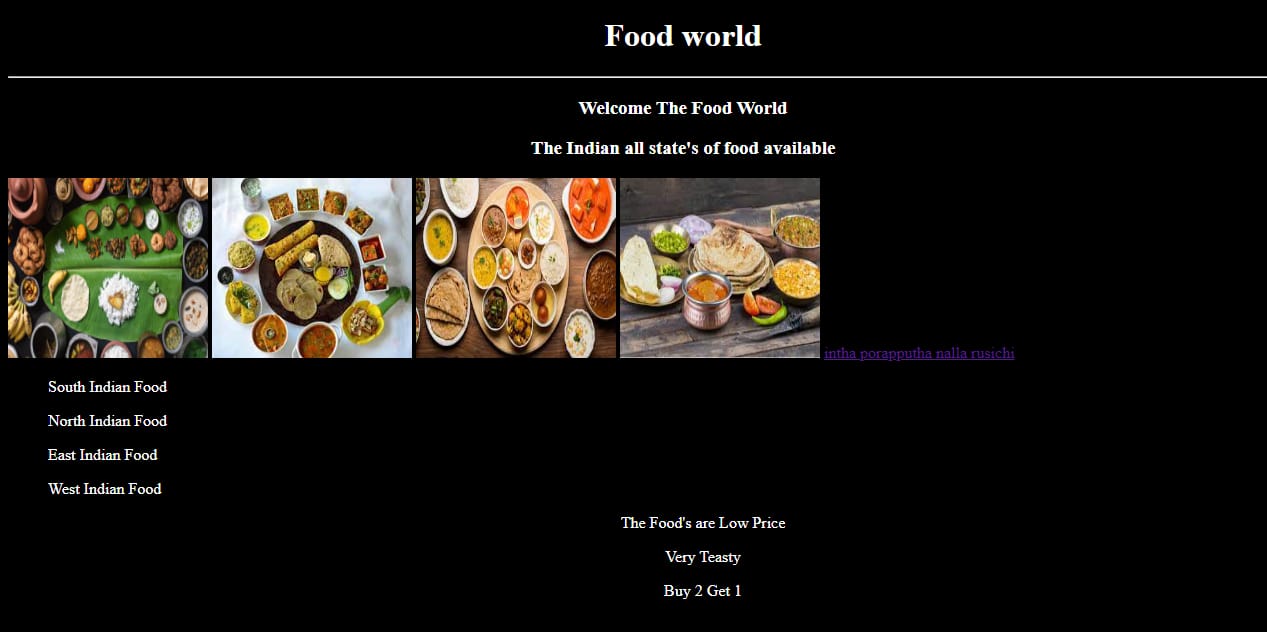 Food world
Welcome The Food World
The Indian all state's of food available
intha porapputha nalla rusichi
South Indian Food
North Indian Food
East Indian Food
West Indian Food
The Food's are Low Price
Very Teasty
Buy 2 Get 1